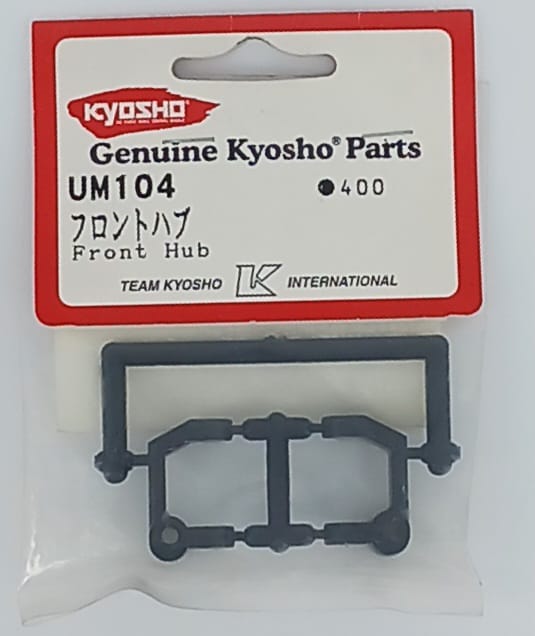 KYOSHO
Genuine Kyosho® Parts
UM104 ●400
フロントハブ
Front Hub
TEAM KYOSHO K INTERNATIONAL